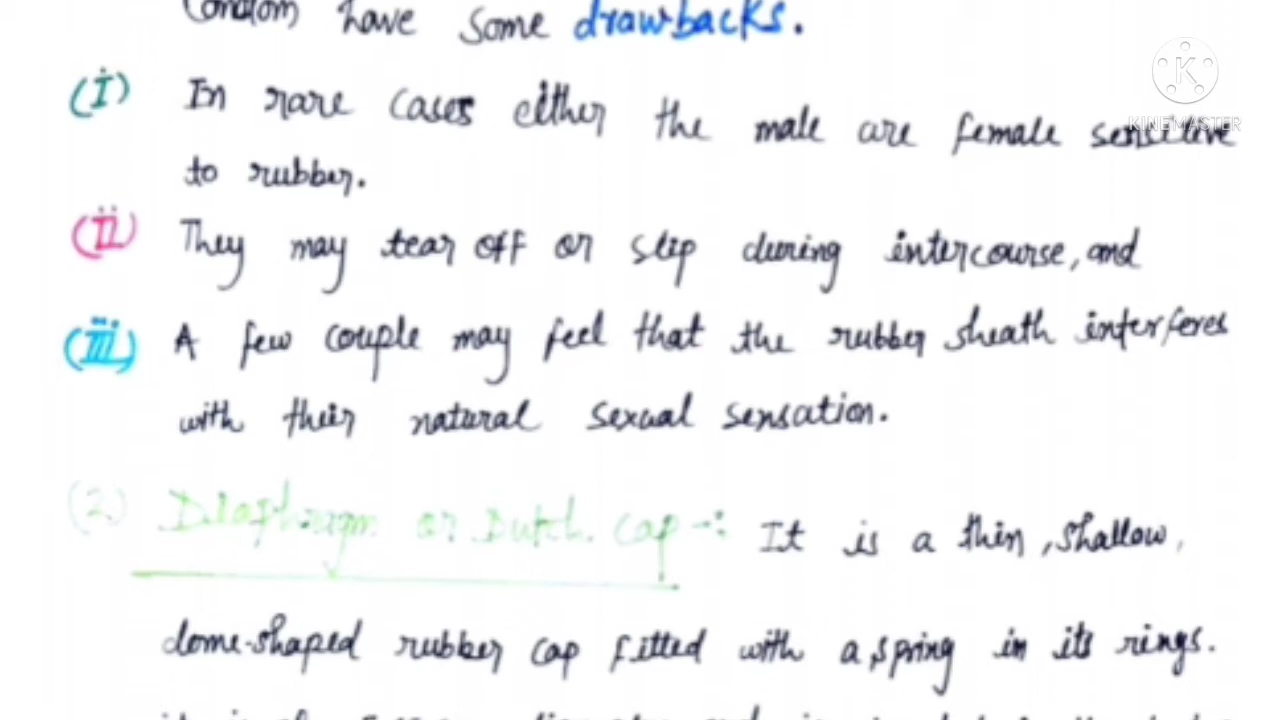 Condom have some drawbacks.
(i) In rare cases either the male are female sensitive
to rubber.
(ii) They may tear off or slip during intercourse, and
(iii) A few couple may feel that the rubber sheath interferes
with their natural sexual sensation.
(2) Diaphragm or Dutch cap -: It is a thin, shallow,
dome-shaped rubber cap fitted with a spring in its rings.
KINEMASTER